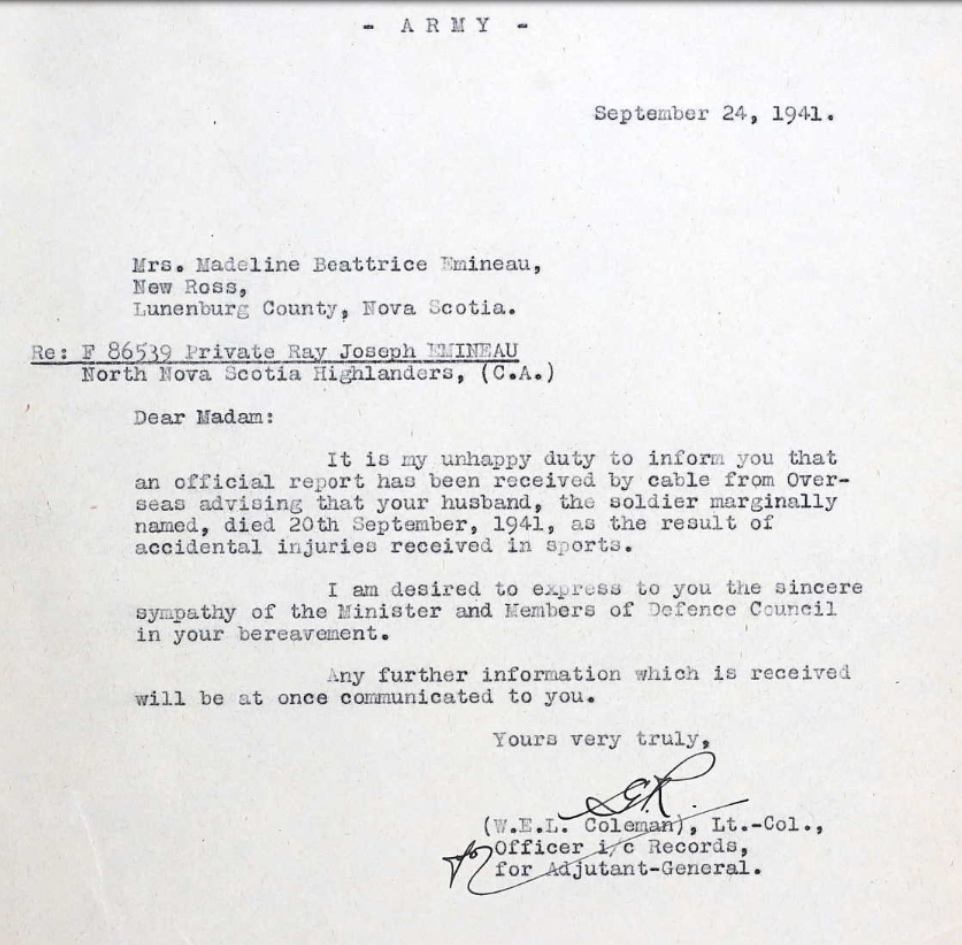 - ARMY -
September 24, 1941.
Mrs. Madeline Beattrice Emineau,
New Ross,
Lunenburg County, Nova Scotia.
Re: F 86539 Private Ray Joseph EMINEAU
North Nova Scotia Highlanders, (C.A.)
Dear Madam:
It is my unhappy duty to inform you that
an official report has been received by cable from Over-
seas advising that your husband, the soldier marginally
named, died 20th September, 1941, as the result of
accidental injuries received in sports.
I am desired to express to you the sincere
sympathy of the Minister and Members of Defence Council
in your bereavement.
Any further information which is received
will be at once communicated to you.
Yours very truly,
(W.E.L. Coleman), Lt.-Col.,
Officer i/c Records,
for Adjutant-General.